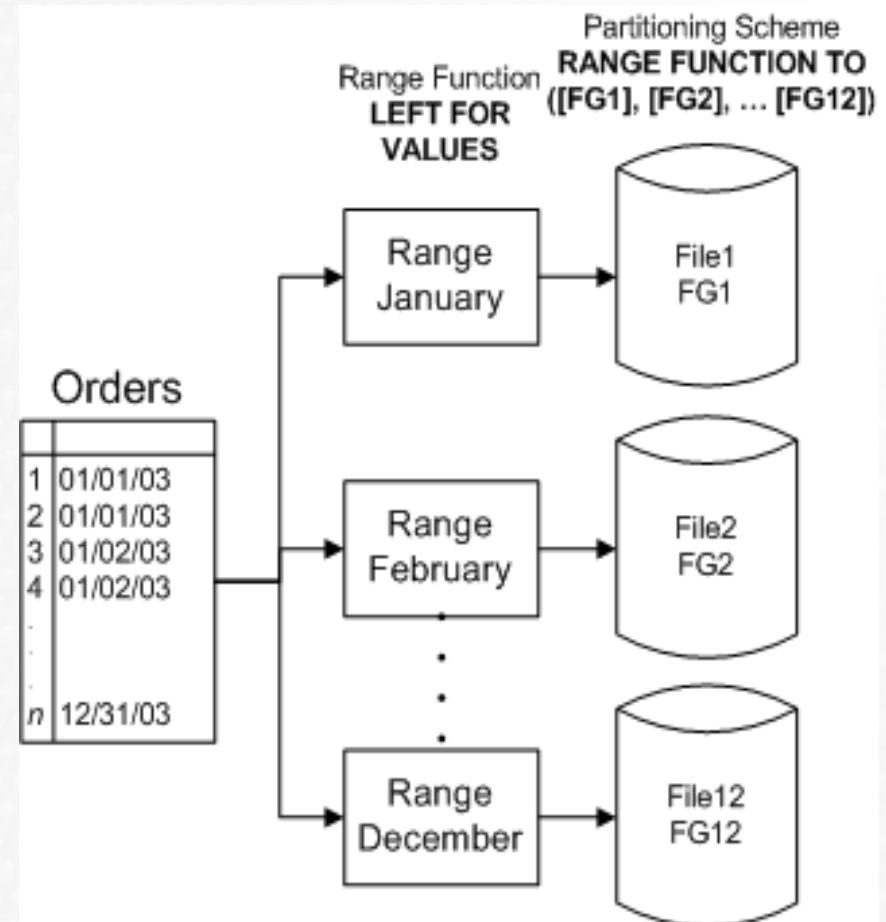 Partitioning Scheme
RANGE FUNCTION TO
([FG1], [FG2], ... [FG12])
Range Function
LEFT FOR
VALUES
Range
January
File1
FG1
Orders
1 01/01/03
2 01/01/03
3 01/02/03
4 01/02/03
.
.
.
n 12/31/03
Range
February
File2
FG2
Range
December
File12
FG12